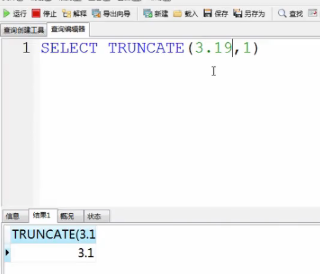 运行 停止 解释 导出向导 新建 载入 保存 另存为 查找
查询创建工具 查询编辑器
1 SELECT TRUNCATE(3.19,1)
信息 结果1 概况 状态
TRUNCATE(3.1
3.1